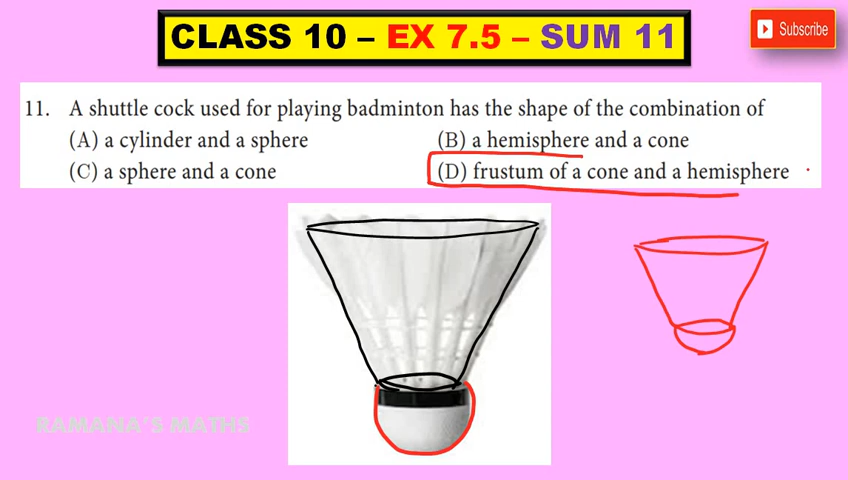 CLASS 10 – EX 7.5 – SUM 11
Subscribe
11. A shuttle cock used for playing badminton has the shape of the combination of
(A) a cylinder and a sphere (B) a hemisphere and a cone
(C) a sphere and a cone (D) frustum of a cone and a hemisphere
RAMANA'S MATHS